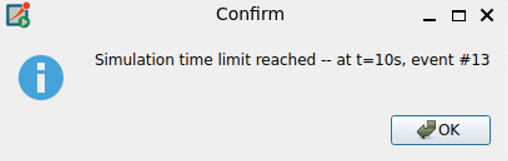 Confirm
Simulation time limit reached -- at t=10s, event #13
OK